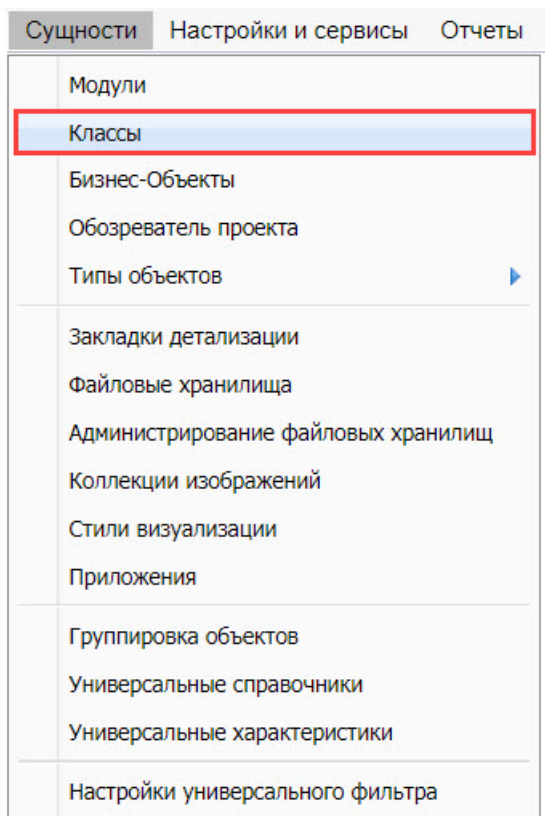 Сущности Настройки и сервисы Отчеты
Модули
Классы
Бизнес-Объекты
Обозреватель проекта
Типы объектов
Закладки детализации
Файловые хранилища
Администрирование файловых хранилищ
Коллекции изображений
Стили визуализации
Приложения
Группировка объектов
Универсальные справочники
Универсальные характеристики
Настройки универсального фильтра